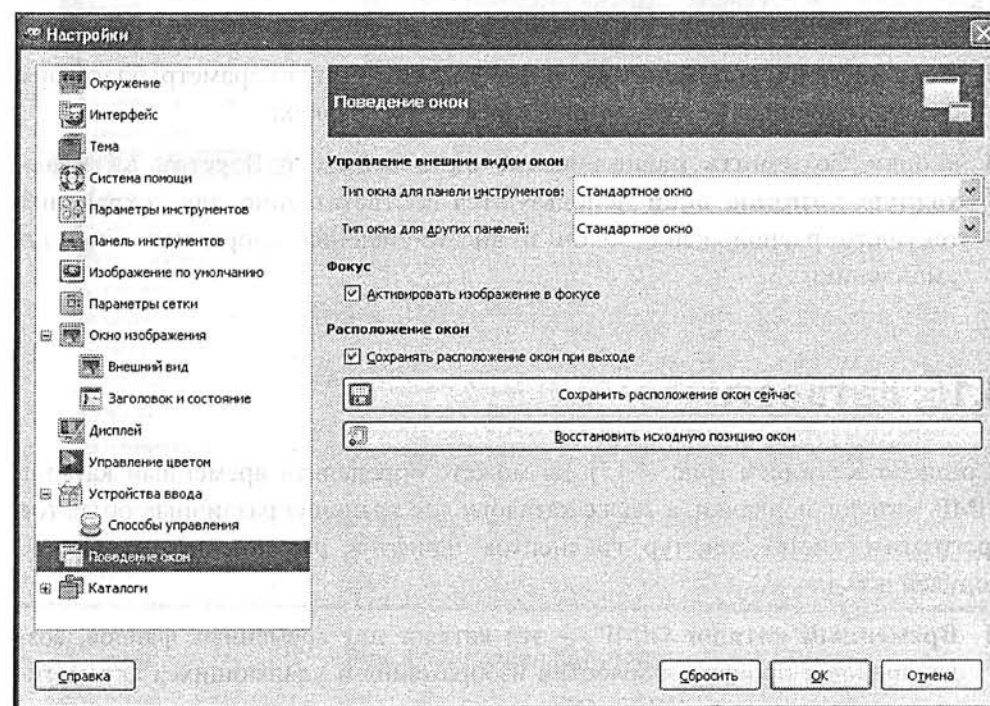 Настройки
Окружение
Интерфейс
Тема
Система помощи
Параметры инструментов
Панель инструментов
Изображение по умолчанию
Параметры сетки
Окно изображения
Внешний вид
Заголовок и состояние
Дисплей
Управление цветом
Устройства ввода
Способы управления
Поведение окон
Каталоги
Поведение окон
Управление внешним видом окон
Тип окна для панели инструментов: Стандартное окно
Тип окна для других панелей: Стандартное окно
Фокус
Активировать изображение в фокусе
Расположение окон
Сохранять расположение окон при выходе
Сохранить расположение окон сейчас
Восстановить исходную позицию окон
Справка
Сбросить
OK
Отмена